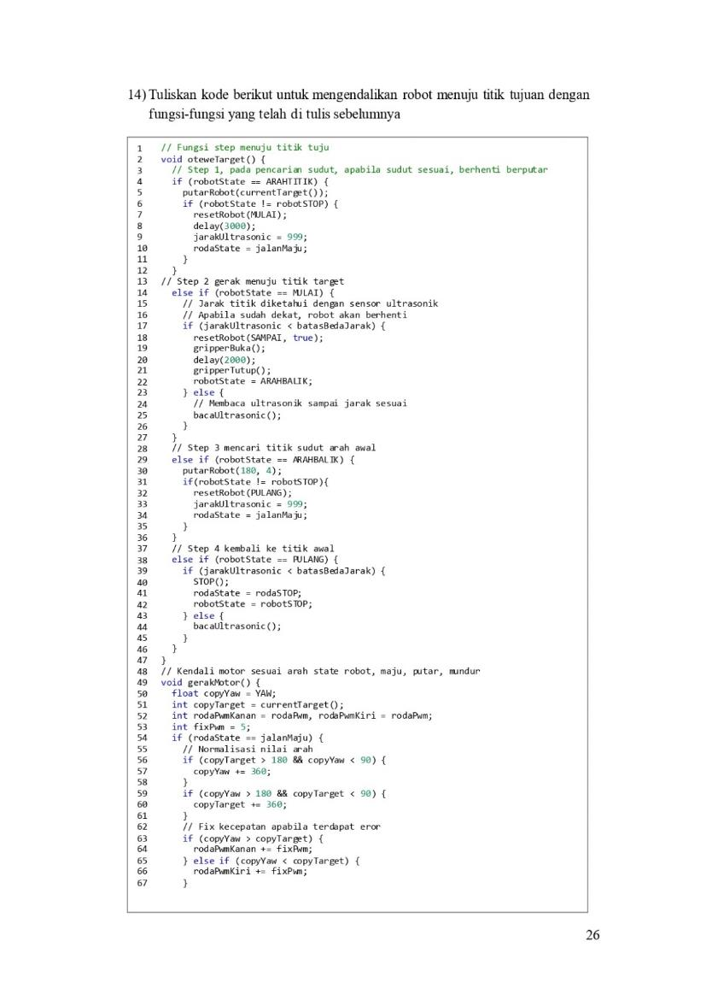 14) Tuliskan kode berikut untuk mengendalikan robot menuju titik tujuan dengan
fungsi-fungsi yang telah di tulis sebelumnya
1 // Fungsi step menuju titik tuju
2 void oteweTarget() {
3 // Step 1, pada pencarian sudut, apabila sudut sesuai, berhenti berputar
4 if (robotState == ARAHTITIK) {
5 putarRobot(currentTarget());
6 if (robotState != robotSTOP) {
7 resetRobot(MULAI);
8 delay(3000);
9 jarakUltrasonic = 999;
10 rodaState = jalanMaju;
11 }
12 }
13 // Step 2 gerak menuju titik target
14 else if (robotState == MULAI) {
15 // Jarak titik diketahui dengan sensor ultrasonik
16 // Apabila sudah dekat, robot akan berhenti
17 if (jarakUltrasonic < batasBedaJarak) {
18 resetRobot(SAMPAI, true);
19 gripperBuka();
20 delay(2000);
21 gripperTutup();
22 robotState = ARAHBALIK;
23 } else {
24 // Membaca ultrasonik sampai jarak sesuai
25 bacaUltrasonic();
26 }
27 }
28 // Step 3 mencari titik sudut arah awal
29 else if (robotState == ARAHBALIK) {
30 putarRobot(180, 4);
31 if(robotState != robotSTOP){
32 resetRobot(PULANG);
33 jarakUltrasonic = 999;
34 rodaState = jalanMaju;
35 }
36 }
37 // Step 4 kembali ke titik awal
38 else if (robotState == PULANG) {
39 if (jarakUltrasonic < batasBedaJarak) {
40 STOP();
41 rodaState = rodaSTOP;
42 robotState = robotSTOP;
43 } else {
44 bacaUltrasonic();
45 }
46 }
47 }
48 // Kendali motor sesuai arah state robot, maju, putar, mundur
49 void gerakMotor() {
50 float copyYaw = YAW;
51 int copyTarget = currentTarget();
52 int rodaPwmKanan = rodaPwm, rodaPwmKiri = rodaPwm;
53 int fixPwm = 5;
54 if (rodaState == jalanMaju) {
55 // Normalisasi nilai arah
56 if (copyTarget > 180 && copyYaw < 90) {
57 copyYaw += 360;
58 }
59 if (copyYaw > 180 && copyTarget < 90) {
60 copyTarget += 360;
61 }
62 // Fix kecepatan apabila terdapat eror
63 if (copyYaw > copyTarget) {
64 rodaPwmKanan += fixPwm;
65 } else if (copyYaw < copyTarget) {
66 rodaPwmKiri += fixPwm;
67 }
26